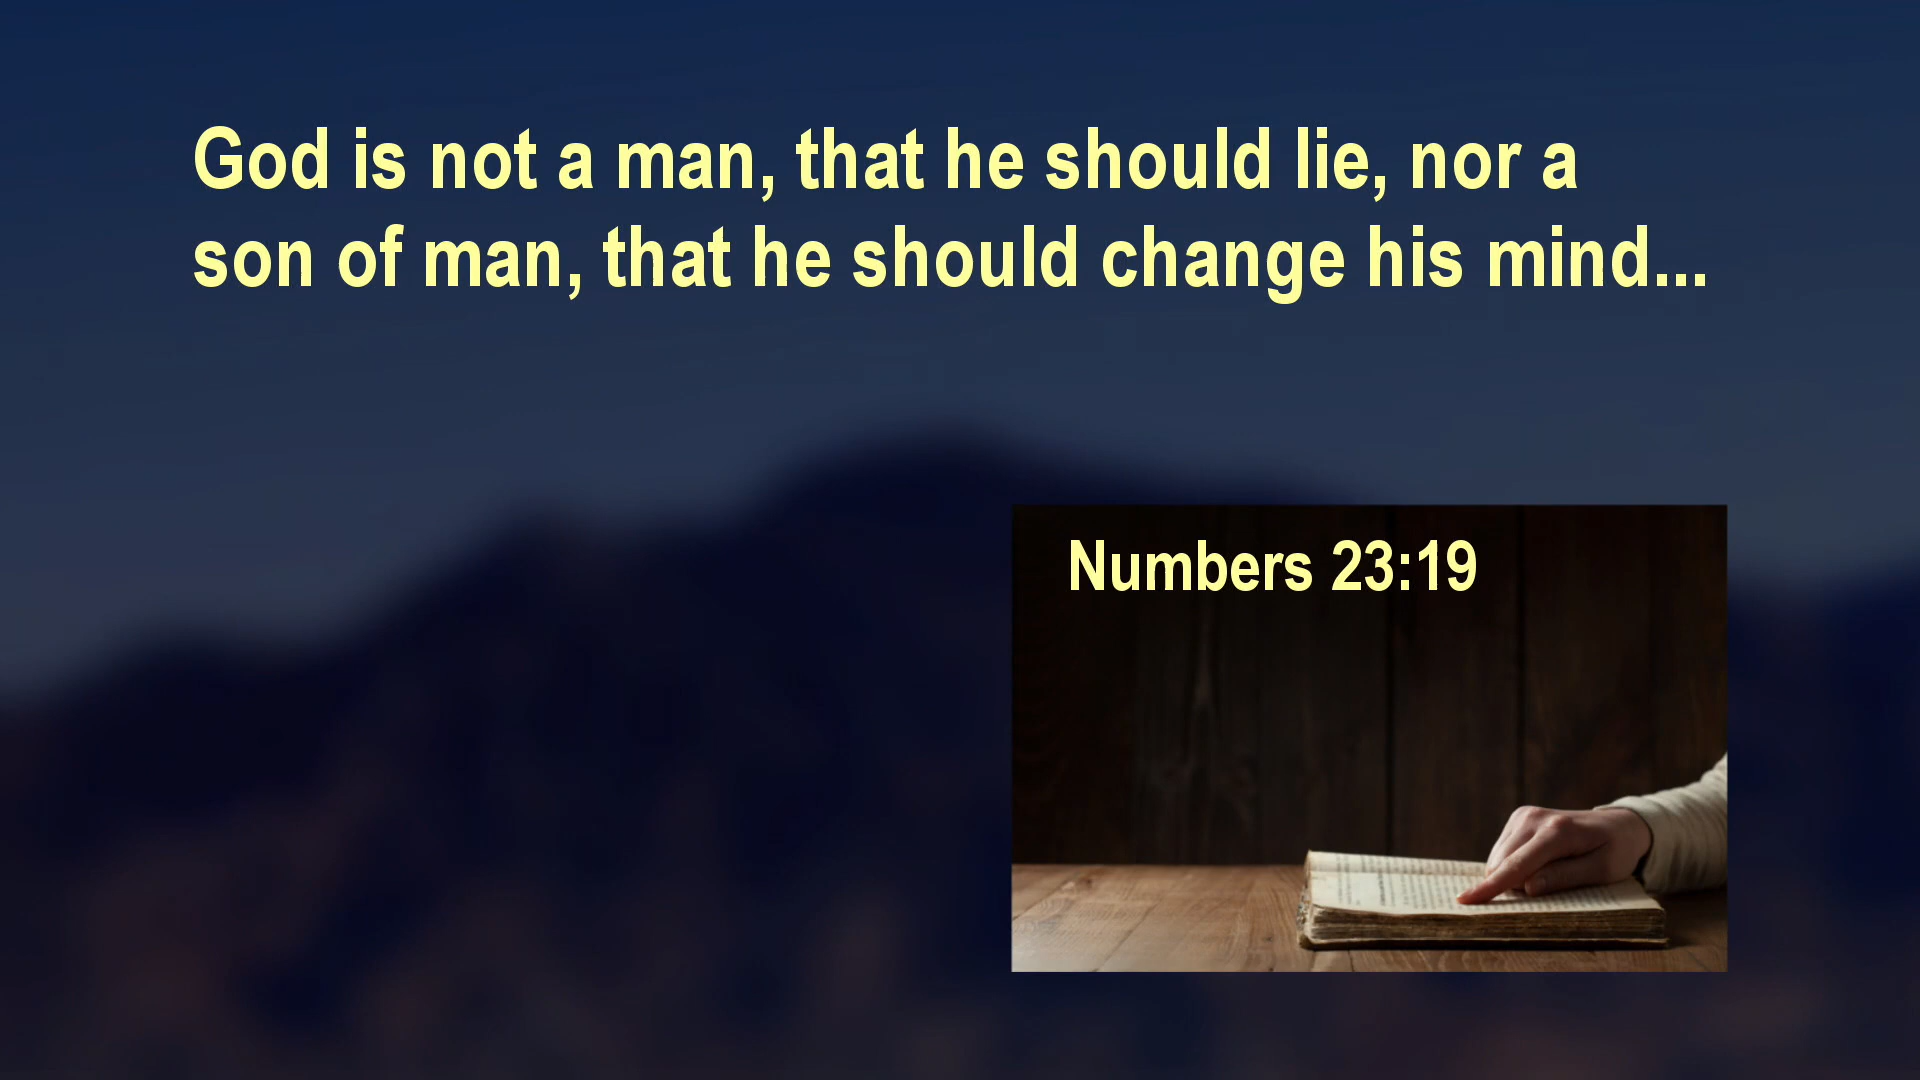 God is not a man, that he should lie, nor a
son of man, that he should change his mind...
Numbers 23:19